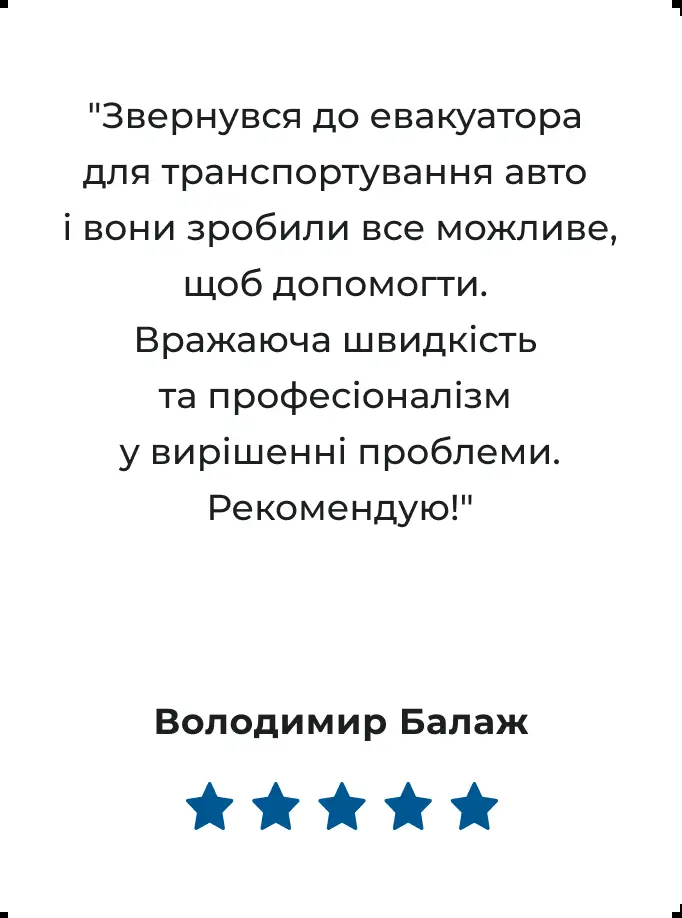 "Звернувся до евакуатора
для транспортування авто
і вони зробили все можливе,
щоб допомогти.
Вражаюча швидкість
та професіоналізм
у вирішенні проблеми.
Рекомендую!"
Володимир Балаж